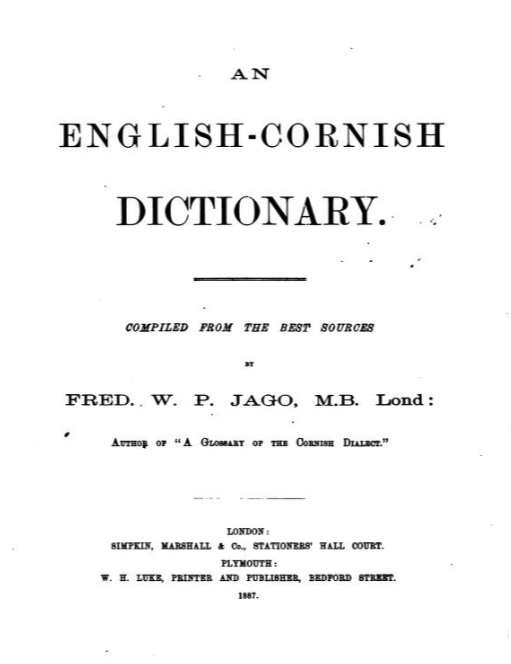 AN
ENGLISH-CORNISH
DICTIONARY.
COMPILED FROM THE BEST SOURCES
BY
FRED. W. P. JAGO, M.B. Lond:
AUTHOR OF "A GLOSSARY OF THE CORNISH DIALECT."
LONDON:
SIMPKIN, MARSHALL & Co., STATIONERS' HALL COURT.
PLYMOUTH:
W. H. LUKE, PRINTER AND PUBLISHER, BEDFORD STREET.
1887.